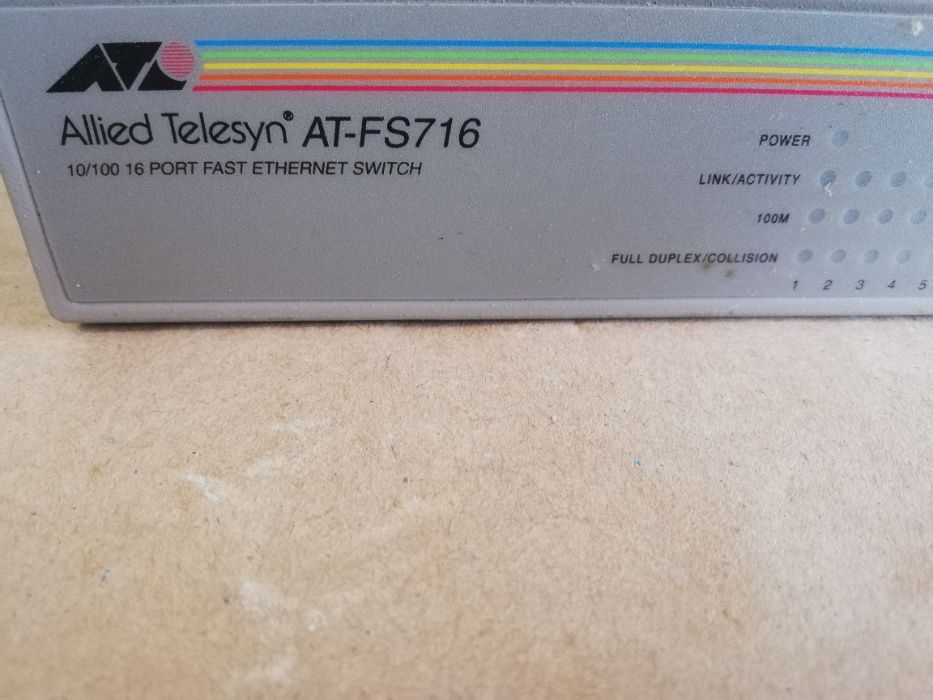 ATi
Allied Telesyn® AT-FS716
10/100 16 PORT FAST ETHERNET SWITCH
POWER
LINK/ACTIVITY
100M
FULL DUPLEX/COLLISION
1 2 3 4 5